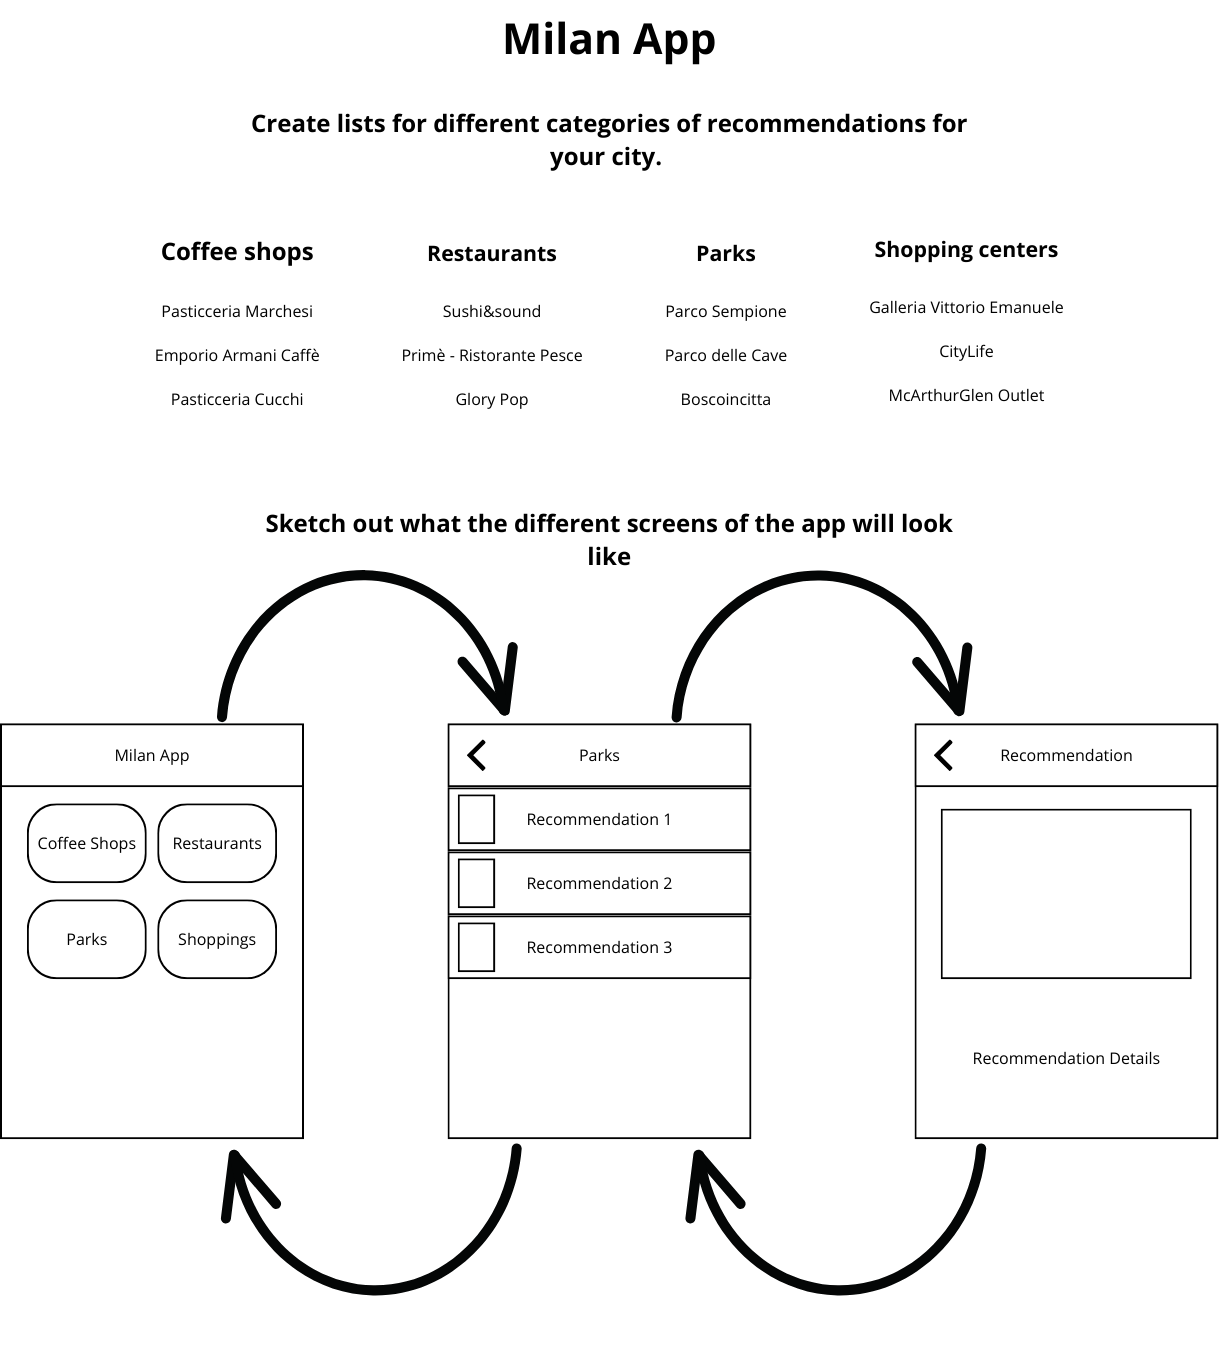 Milan App
Create lists for different categories of recommendations for
your city.
Coffee shops
Pasticceria Marchesi
Emporio Armani Caffè
Pasticceria Cucchi
Restaurants
Sushi&sound
Primè - Ristorante Pesce
Glory Pop
Parks
Parco Sempione
Parco delle Cave
Boscoincitta
Shopping centers
Galleria Vittorio Emanuele
CityLife
McArthurGlen Outlet
Sketch out what the different screens of the app will look
like
Milan App
Coffee Shops
Restaurants
Parks
Shoppings
Parks
Recommendation 1
Recommendation 2
Recommendation 3
Recommendation
Recommendation Details